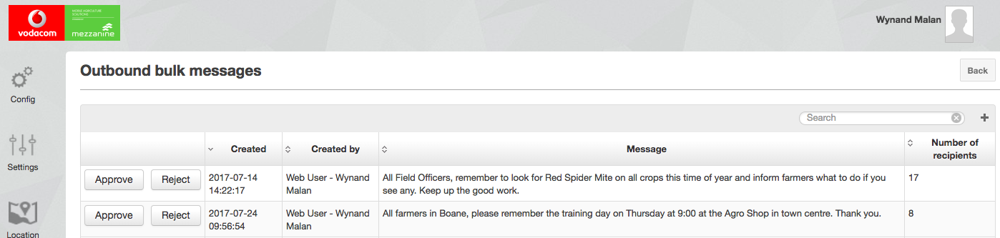 MOBILE AGRICULTURE
SOLUTIONS
vodacom
mezzanine
Wynand Malan
Config
Settings
Location
Outbound bulk messages
Back
Search
Created
Created by
Message
Number of
recipients
Approve
Reject
2017-07-14
14:22:17
Web User - Wynand
Malan
All Field Officers, remember to look for Red Spider Mite on all crops this time of year and inform farmers what to do if you
see any. Keep up the good work.
17
Approve
Reject
2017-07-24
09:56:54
Web User - Wynand
Malan
All farmers in Boane, please remember the training day on Thursday at 9:00 at the Agro Shop in town centre. Thank you.
8